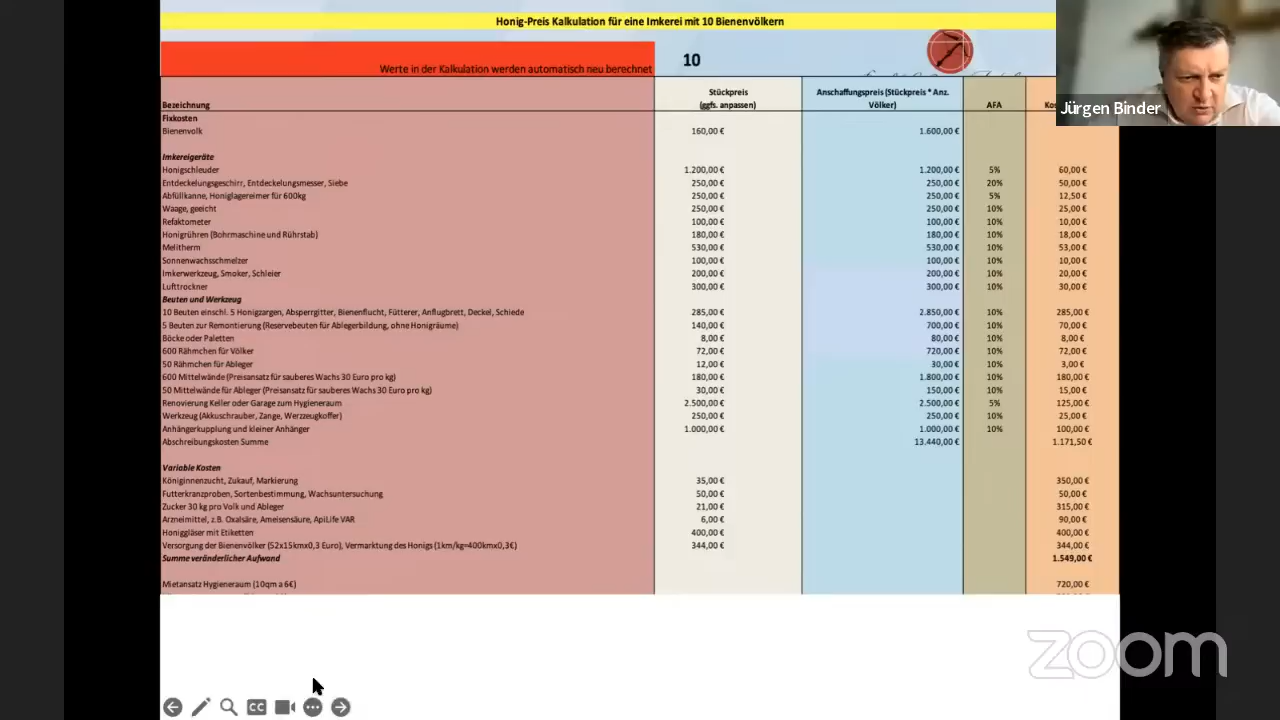 Honig-Preis Kalkulation für eine Imkerei mit 10 Bienenvölkern
Werte in der Kalkulation werden automatisch neu berechnet 10
Stückpreis Anschaffungspreis (Stückpreis * Anz.
Bezeichnung (ggfs. anpassen) Völker) AFA
Jürgen Binder
Fixkosten
Bienenvolk 160,00 € 1.600,00 €
Imkereigeräte
Honigschleuder 1.200,00 € 1.200,00 € 5% 60,00 €
Entdeckelungsgeschirr, Entdeckelungsmesser, Siebe 250,00 € 250,00 € 20% 50,00 €
Abfüllkanne, Honiglagereimer für 600kg 250,00 € 250,00 € 5% 12,50 €
Waage, geeicht 250,00 € 250,00 € 10% 25,00 €
Refaktometer 100,00 € 100,00 € 10% 10,00 €
Honigrühren (Bohrmaschine und Rührstab) 180,00 € 180,00 € 10% 18,00 €
Melitherm 530,00 € 530,00 € 10% 53,00 €
Sonnenwachsschmelzer 100,00 € 100,00 € 10% 10,00 €
Imkerwerkzeug, Smoker, Schleier 200,00 € 200,00 € 10% 20,00 €
Lufttrockner 300,00 € 300,00 € 10% 30,00 €
Beuten und Werkzeug
10 Beuten einschl. 5 Honigzargen, Absperrgitter, Bienenflucht, Fütterer, Anflugbrett, Deckel, Schiede 285,00 € 2.850,00 € 10% 285,00 €
5 Beuten zur Remontierung (Reservebeuten für Ablegerbildung, ohne Honigräume) 140,00 € 700,00 € 10% 70,00 €
Böcke oder Paletten 8,00 € 80,00 € 10% 8,00 €
600 Rähmchen für Völker 72,00 € 720,00 € 10% 72,00 €
50 Rähmchen für Ableger 12,00 € 30,00 € 10% 3,00 €
600 Mittelwände (Preisansatz für sauberes Wachs 30 Euro pro kg) 180,00 € 1.800,00 € 10% 180,00 €
50 Mittelwände für Ableger (Preisansatz für sauberes Wachs 30 Euro pro kg) 30,00 € 150,00 € 10% 15,00 €
Renovierung Keller oder Garage zum Hygieneraum 2.500,00 € 2.500,00 € 5% 125,00 €
Werkzeug (Akkuschrauber, Zange, Werzzeugkoffer) 250,00 € 250,00 € 10% 25,00 €
Anhängerkupplung und kleiner Anhänger 1.000,00 € 1.000,00 € 10% 100,00 €
Abschreibungskosten Summe 13.440,00 € 1.171,50 €
Variable Kosten
Königinnenzucht, Zukauf, Markierung 35,00 € 350,00 €
Futterkranzproben, Sortenbestimmung, Wachsuntersuchung 50,00 € 50,00 €
Zucker 30 kg pro Volk und Ableger 21,00 € 315,00 €
Arzneimittel, z.B. Oxalsäre, Ameisensäure, ApiLife VAR 6,00 € 90,00 €
Honiggläser mit Etiketten 400,00 € 400,00 €
Versorgung der Bienenvölker (52x15kmx0,3 Euro), Vermarktung des Honigs (1km/kg=400kmx0,3€) 344,00 € 344,00 €
Summe veränderlicher Aufwand 1.549,00 €
Mietansatz Hygieneraum (10qm a 6€) 720,00 €
zoom
CC